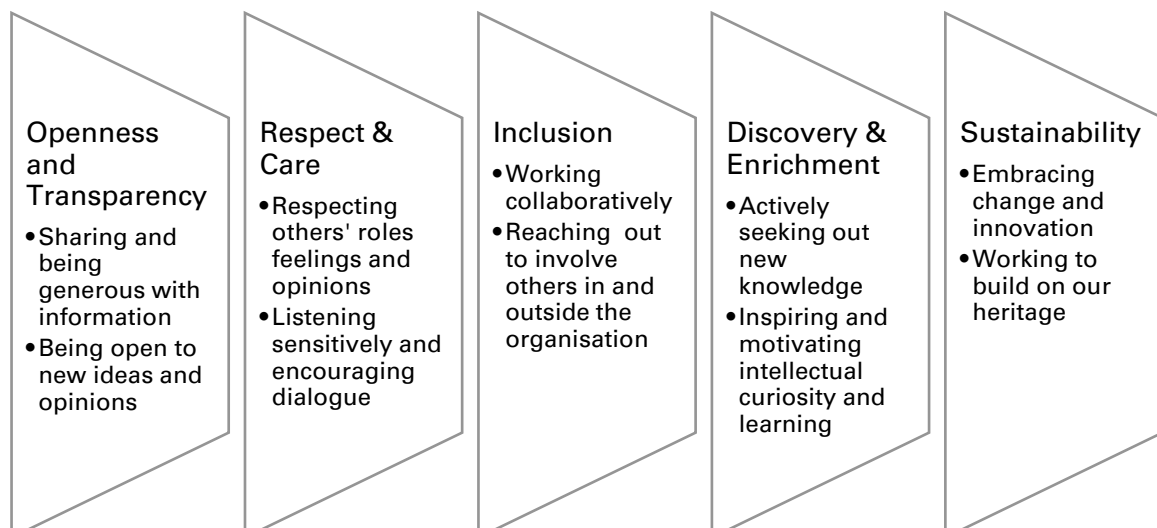 Openness
and
Transparency
•Sharing and
being
generous with
information
•Being open to
new ideas and
opinions
Respect &
Care
•Respecting
others' roles
feelings and
opinions
•Listening
sensitively and
encouraging
dialogue
Inclusion
•Working
collaboratively
•Reaching out
to involve
others in and
outside the
organisation
Discovery &
Enrichment
•Actively
seeking out
new
knowledge
•Inspiring and
motivating
intellectual
curiosity and
learning
Sustainability
•Embracing
change and
innovation
•Working to
build on our
heritage